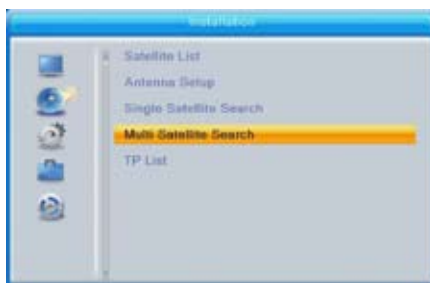 Installation
Satellite List
Antenna Setup
Single Satellite Search
Multi Satellite Search
TP List